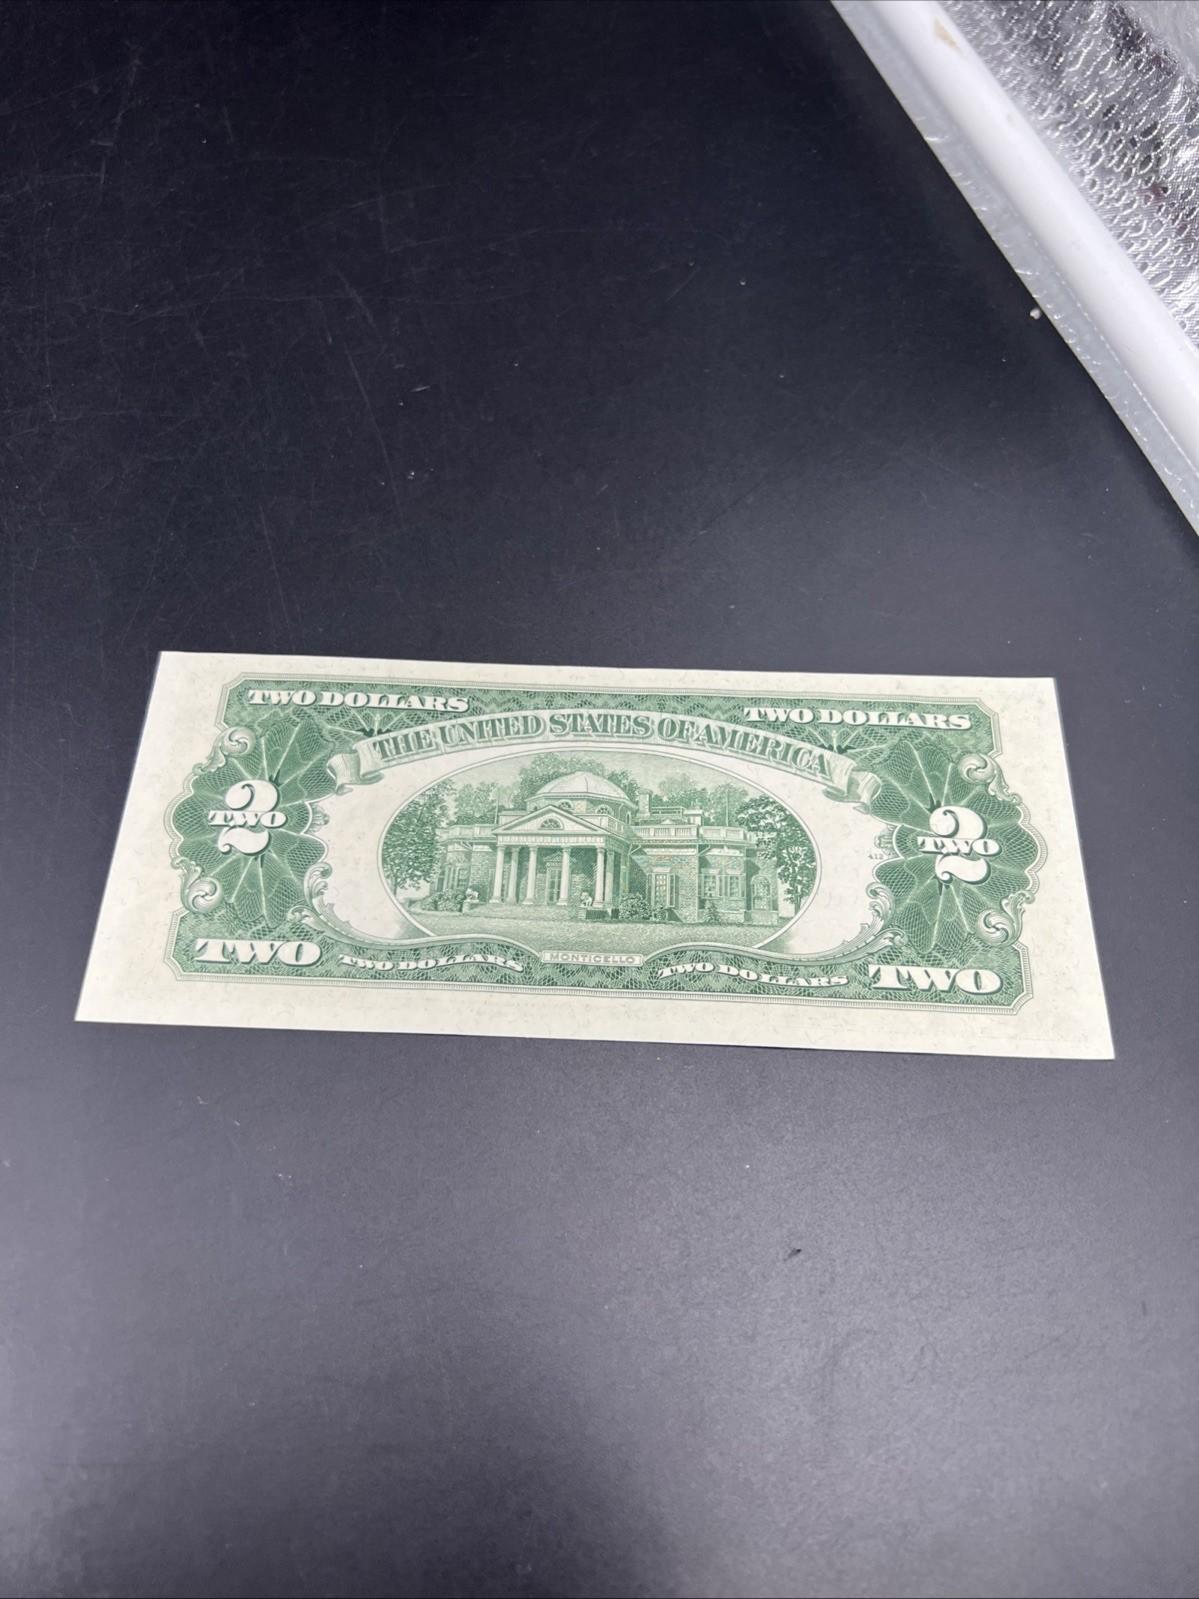 TWO DOLLARS TWO DOLLARS
THE UNITED STATES OF AMERICA
2 2
TWO TWO
412
TWO TWO DOLLARS MONTICELLO TWO DOLLARS TWO